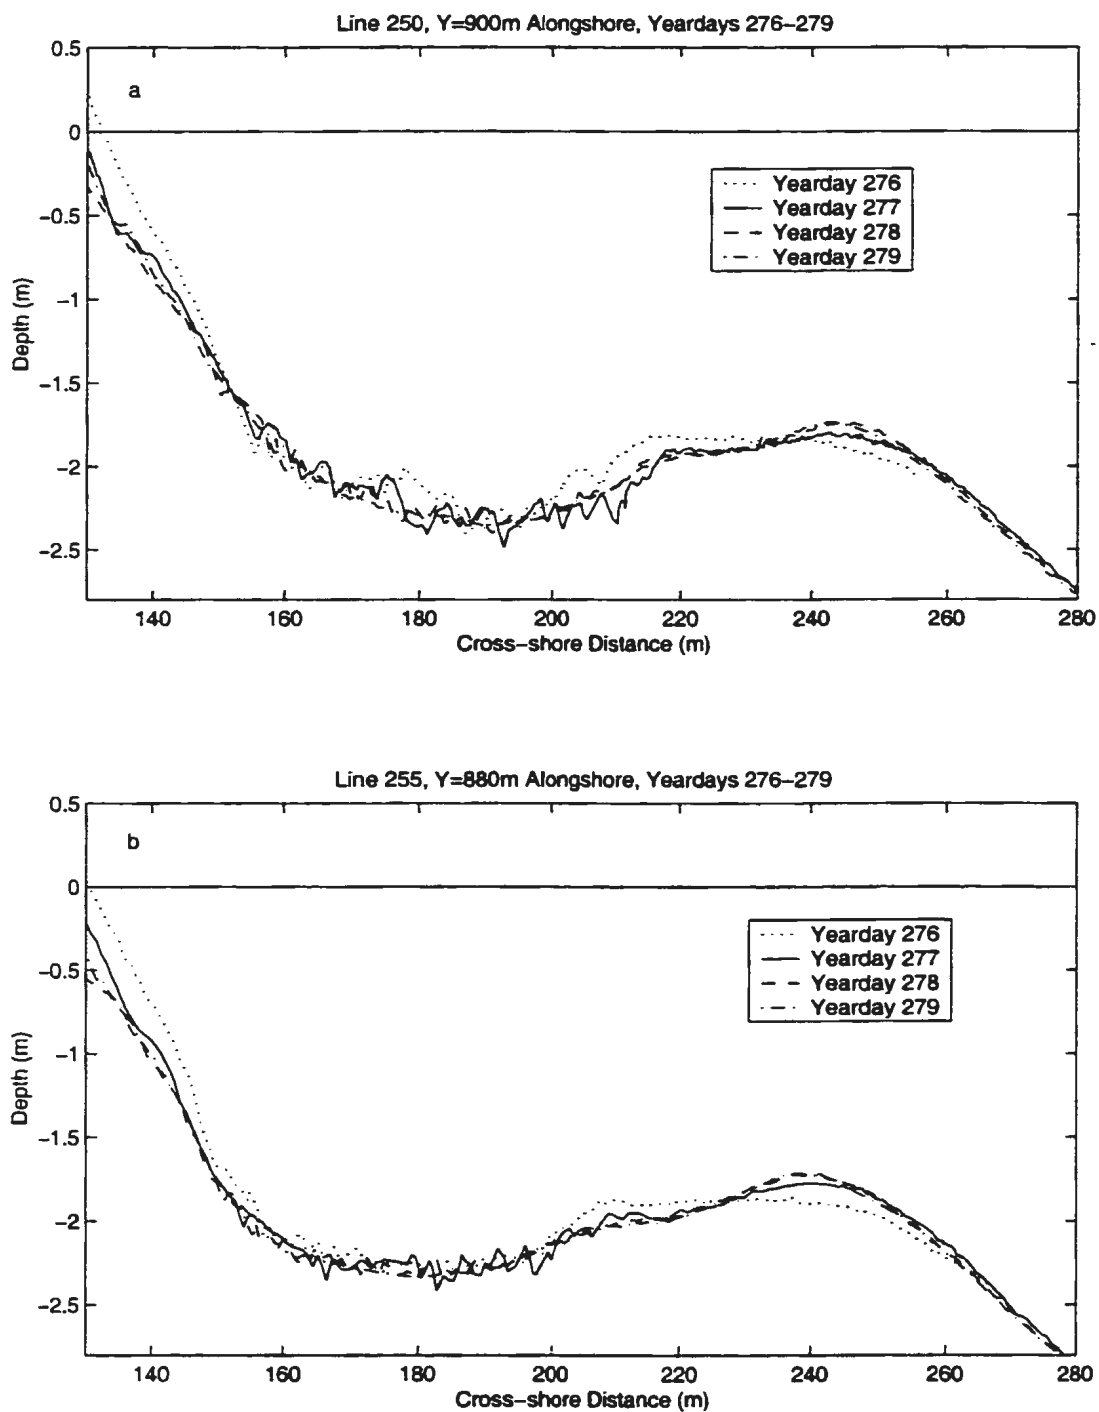 Line 250, Y=900m Alongshore, Yeardays 276–279
0.5
a
0
Yearday 276
Yearday 277
Yearday 278
Yearday 279
−0.5
−1
−1.5
−2
−2.5
Depth (m)
140 160 180 200 220 240 260 280
Cross–shore Distance (m)
Line 255, Y=880m Alongshore, Yeardays 276–279
0.5
b
0
Yearday 276
Yearday 277
Yearday 278
Yearday 279
−0.5
−1
−1.5
−2
−2.5
Depth (m)
140 160 180 200 220 240 260 280
Cross–shore Distance (m)